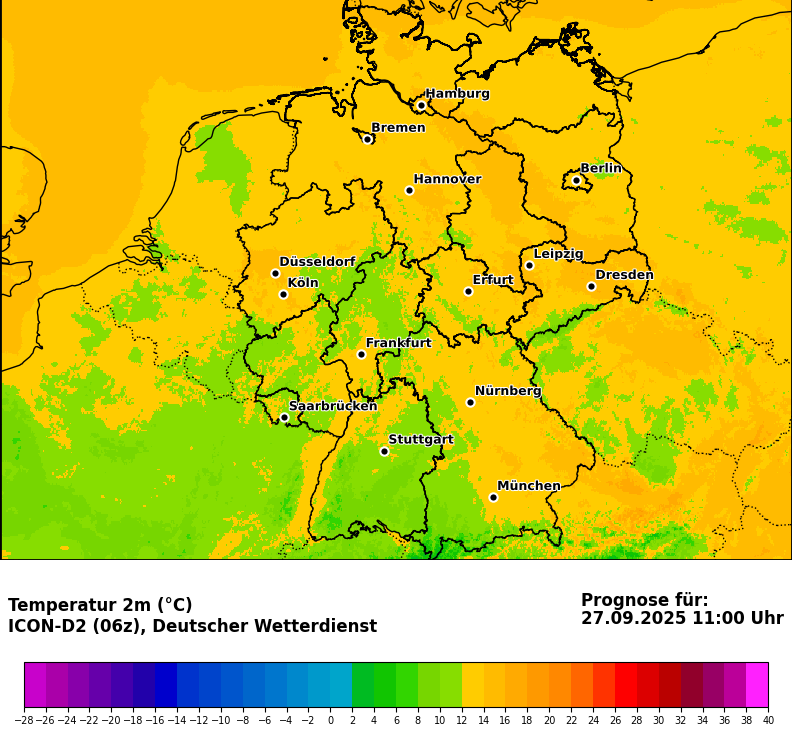 Hamburg
Bremen
Berlin
Hannover
Leipzig
Düsseldorf
Dresden
Köln
Erfurt
Frankfurt
Nürnberg
Saarbrücken
Stuttgart
München
Temperatur 2m (°C)
ICON-D2 (06z), Deutscher Wetterdienst
Prognose für:
27.09.2025 11:00 Uhr
−28 −26 −24 −22 −20 −18 −16 −14 −12 −10 −8 −6 −4 −2 0 2 4 6 8 10 12 14 16 18 20 22 24 26 28 30 32 34 36 38 40